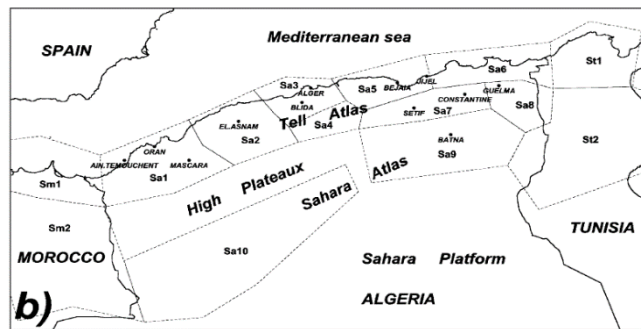 SPAIN
Mediterranean sea
St1
Sa6
Sa3
Sa5
DJIJEL
BEJAIA
ALGER
GUELMA
CONSTANTINE
BLIDA
Tell Atlas
Sa4
SETIF
Sa7
Sa8
EL.ASNAM
Sa2
St2
BATNA
Sa9
ORAN
AIN.TEMOUCHENT
MASCARA
Sa1
Sm1
High Plateaux
Sahara Atlas
Sm2
MOROCCO
Sa10
TUNISIA
Sahara Platform
ALGERIA
b)